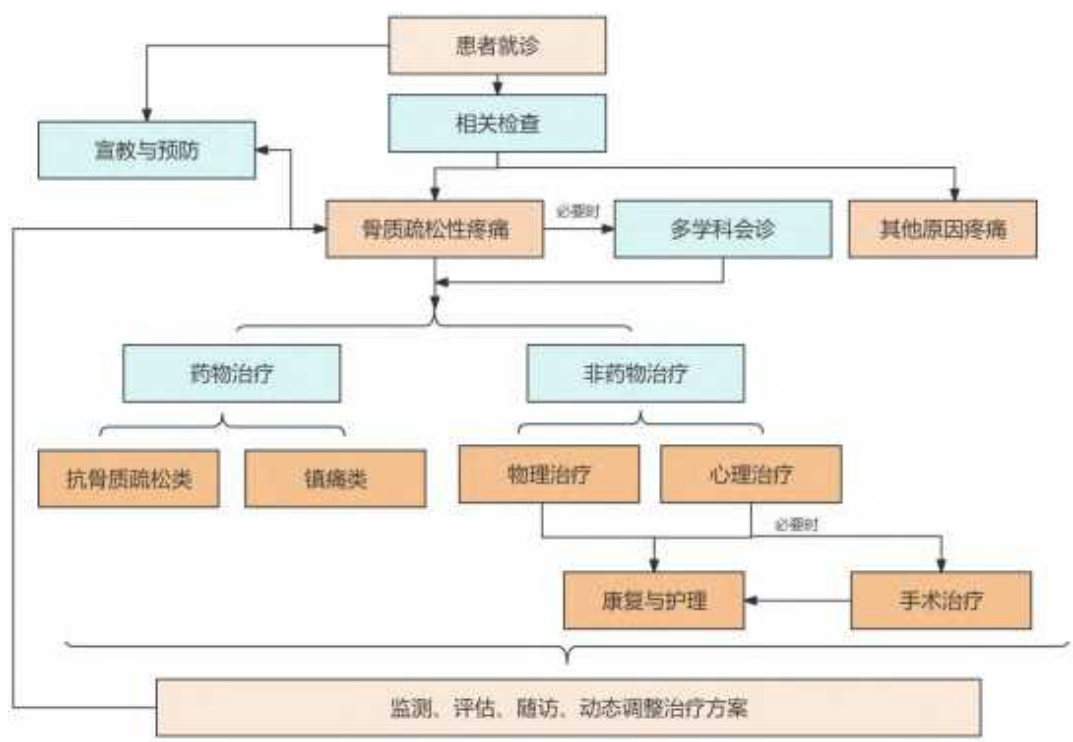 患者就诊
相关检查
宣教与预防
骨质疏松性疼痛
必要时
多学科会诊
其他原因疼痛
药物治疗
非药物治疗
抗骨质疏松类
镇痛类
物理治疗
心理治疗
必要时
康复与护理
手术治疗
监测、评估、随访、动态调整治疗方案